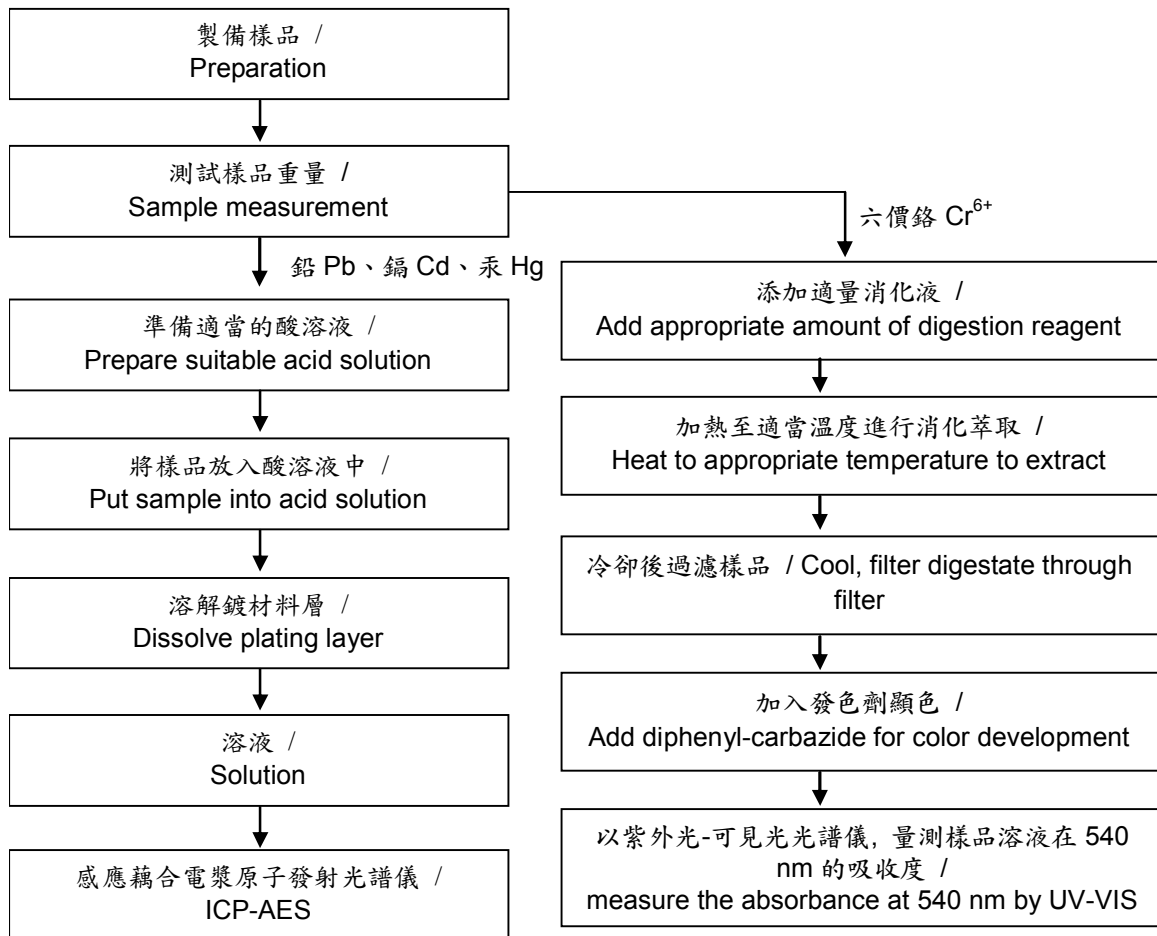 製備樣品 /
Preparation
測試樣品重量 /
Sample measurement
鉛 Pb、鎘 Cd、汞 Hg
準備適當的酸溶液 /
Prepare suitable acid solution
將樣品放入酸溶液中 /
Put sample into acid solution
溶解鍍材料層 /
Dissolve plating layer
溶液 /
Solution
感應藕合電漿原子發射光譜儀 /
ICP-AES
六價鉻 Cr⁶⁺
添加適量消化液 /
Add appropriate amount of digestion reagent
加熱至適當溫度進行消化萃取 /
Heat to appropriate temperature to extract
冷卻後過濾樣品 / Cool, filter digestate through
filter
加入發色劑顯色 /
Add diphenyl-carbazide for color development
以紫外光-可見光光譜儀, 量測樣品溶液在 540
nm 的吸收度 /
measure the absorbance at 540 nm by UV-VIS